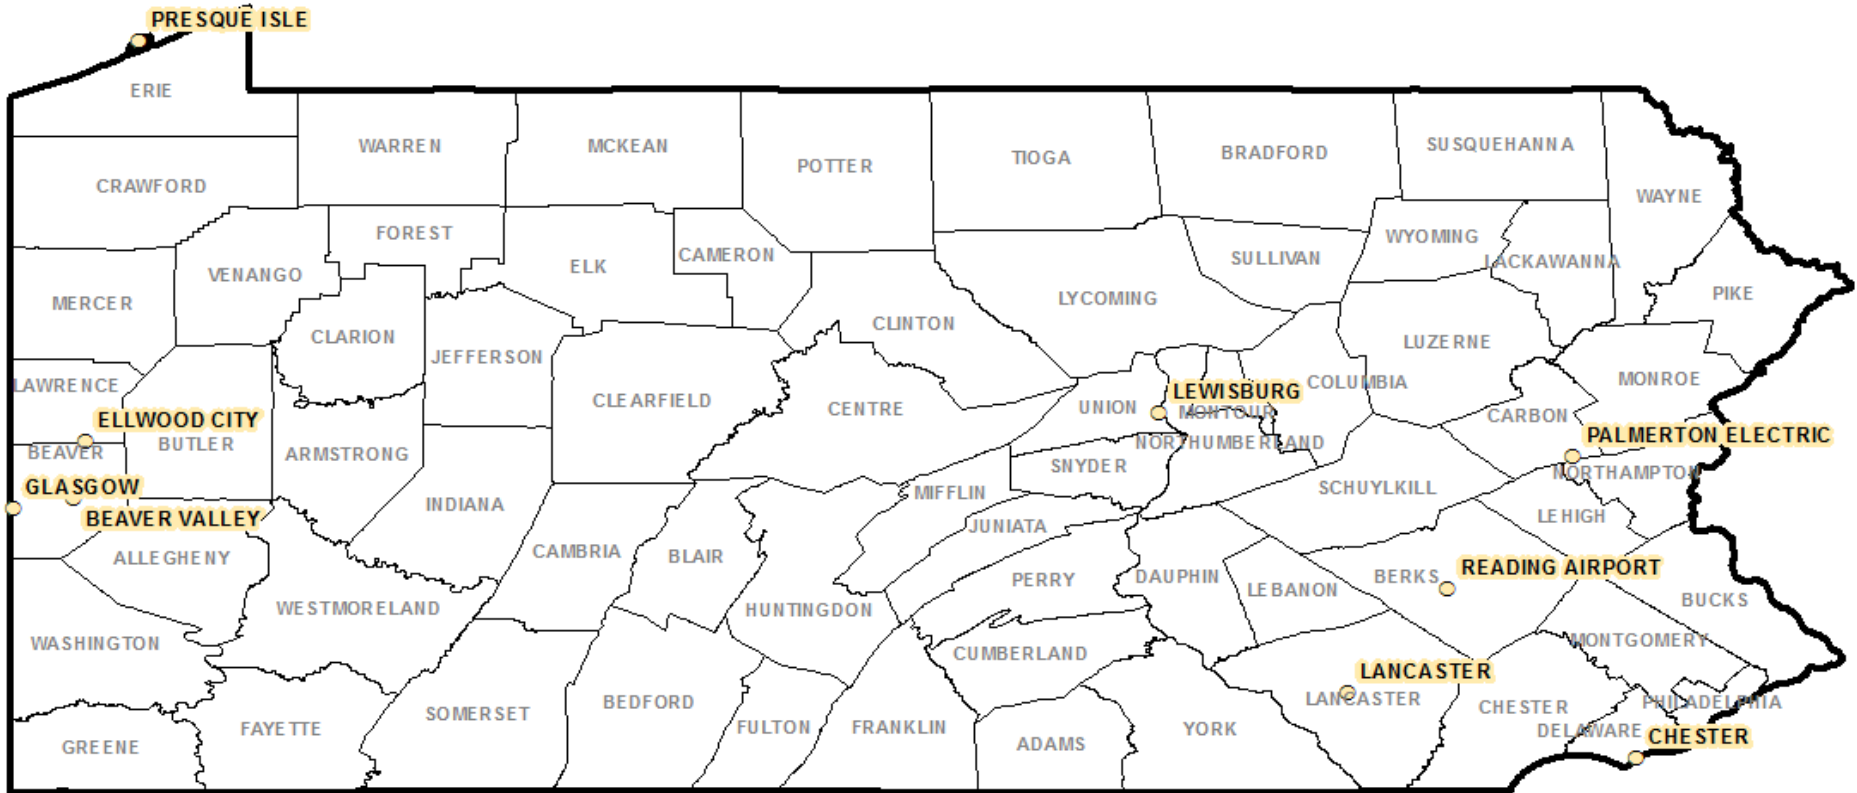 PRESQUE ISLE
ERIE
WARREN
MCKEAN
POTTER
TIOGA
BRADFORD
SUSQUEHANNA
CRAWFORD
WAYNE
FOREST
CAMERON
WYOMING
VENANGO
ELK
SULLIVAN
LACKAWANNA
MERCER
LYCOMING
PIKE
CLARION
CLINTON
JEFFERSON
LUZERNE
LAWRENCE
CLEARFIELD
CENTRE
UNION
LEWISBURG
MONTOUR
COLUMBIA
MONROE
CARBON
ELLWOOD CITY
BUTLER
BEAVER
ARMSTRONG
NORTHUMBERLAND
PALMERTON ELECTRIC
SNYDER
NORTHAMPTON
GLASGOW
INDIANA
MIFFLIN
SCHUYLKILL
BEAVER VALLEY
JUNIATA
LEHIGH
ALLEGHENY
CAMBRIA
BLAIR
PERRY
DAUPHIN
LEBANON
BERKS
READING AIRPORT
WESTMORELAND
HUNTINGDON
BUCKS
WASHINGTON
CUMBERLAND
MONTGOMERY
LANCASTER
LANCASTER
SOMERSET
BEDFORD
FULTON
FRANKLIN
ADAMS
YORK
CHESTER
PHILADELPHIA
DELAWARE
CHESTER
GREENE
FAYETTE